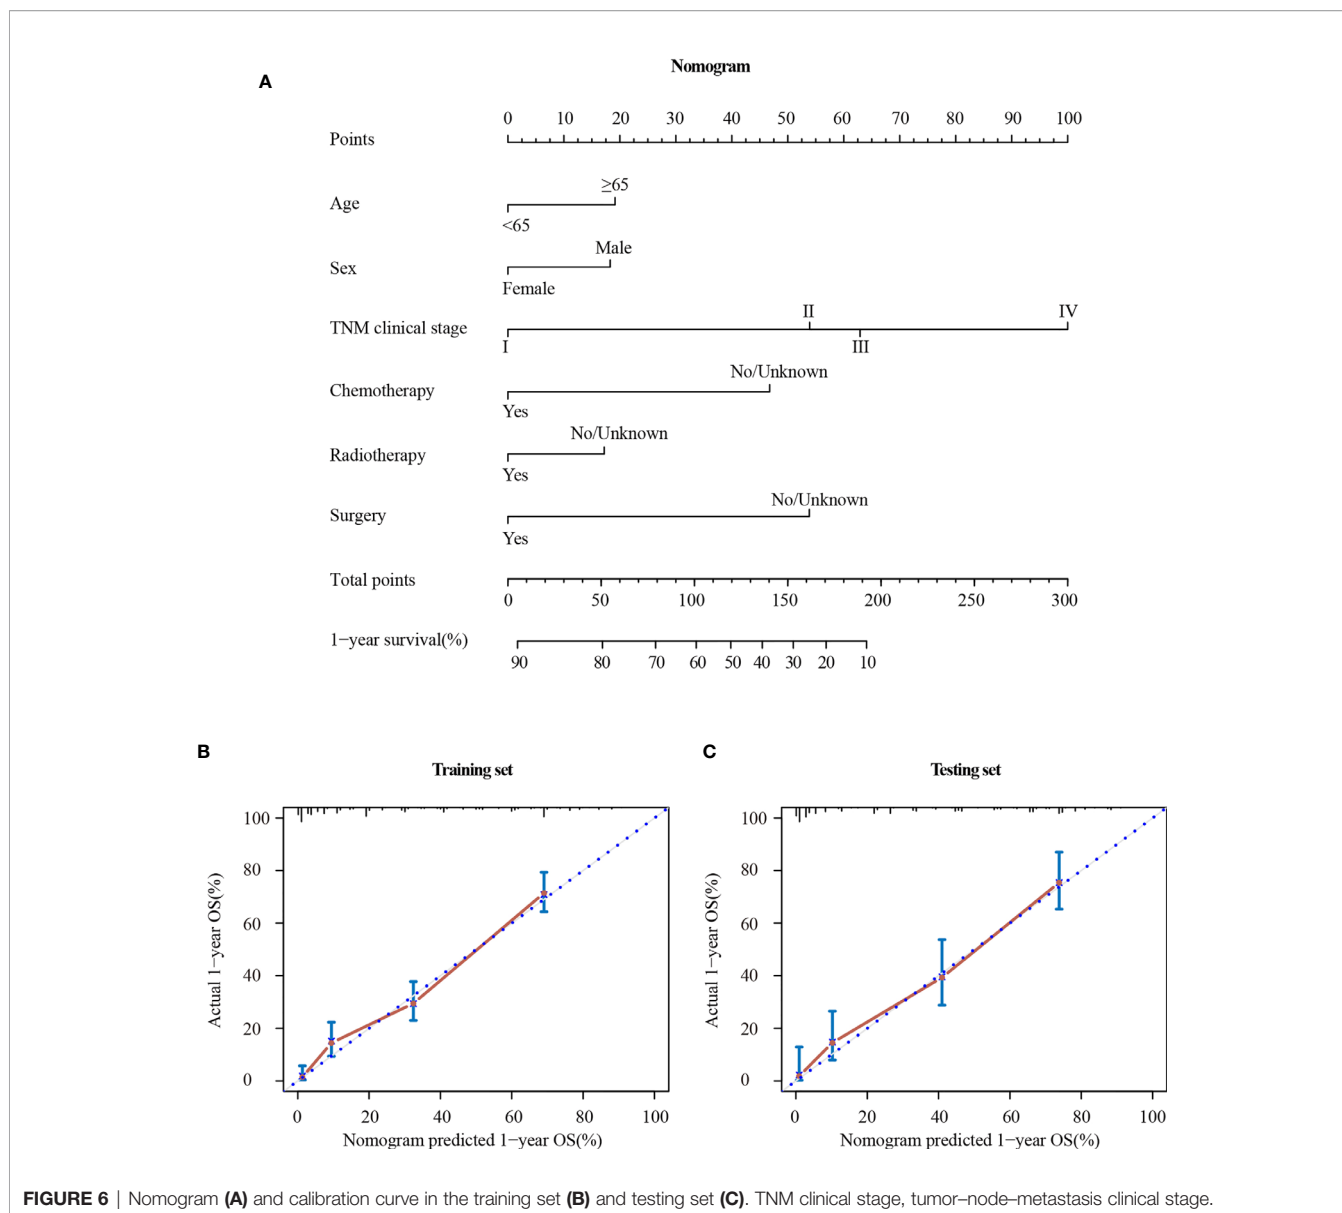 A
Nomogram
0 10 20 30 40 50 60 70 80 90 100
Points
≥65
Age
<65
Male
Sex
Female
II IV
TNM clinical stage
I III
No/Unknown
Chemotherapy
Yes
No/Unknown
Radiotherapy
Yes
No/Unknown
Surgery
Yes
Total points
0 50 100 150 200 250 300
1−year survival(%)
90 80 70 60 50 40 30 20 10
B
Training set
100
80
60
40
20
0
Actual 1−year OS(%)
0 20 40 60 80 100
Nomogram predicted 1−year OS(%)
C
Testing set
100
80
60
40
20
0
Actual 1−year OS(%)
0 20 40 60 80 100
Nomogram predicted 1−year OS(%)
FIGURE 6 | Nomogram (A) and calibration curve in the training set (B) and testing set (C). TNM clinical stage, tumor–node–metastasis clinical stage.